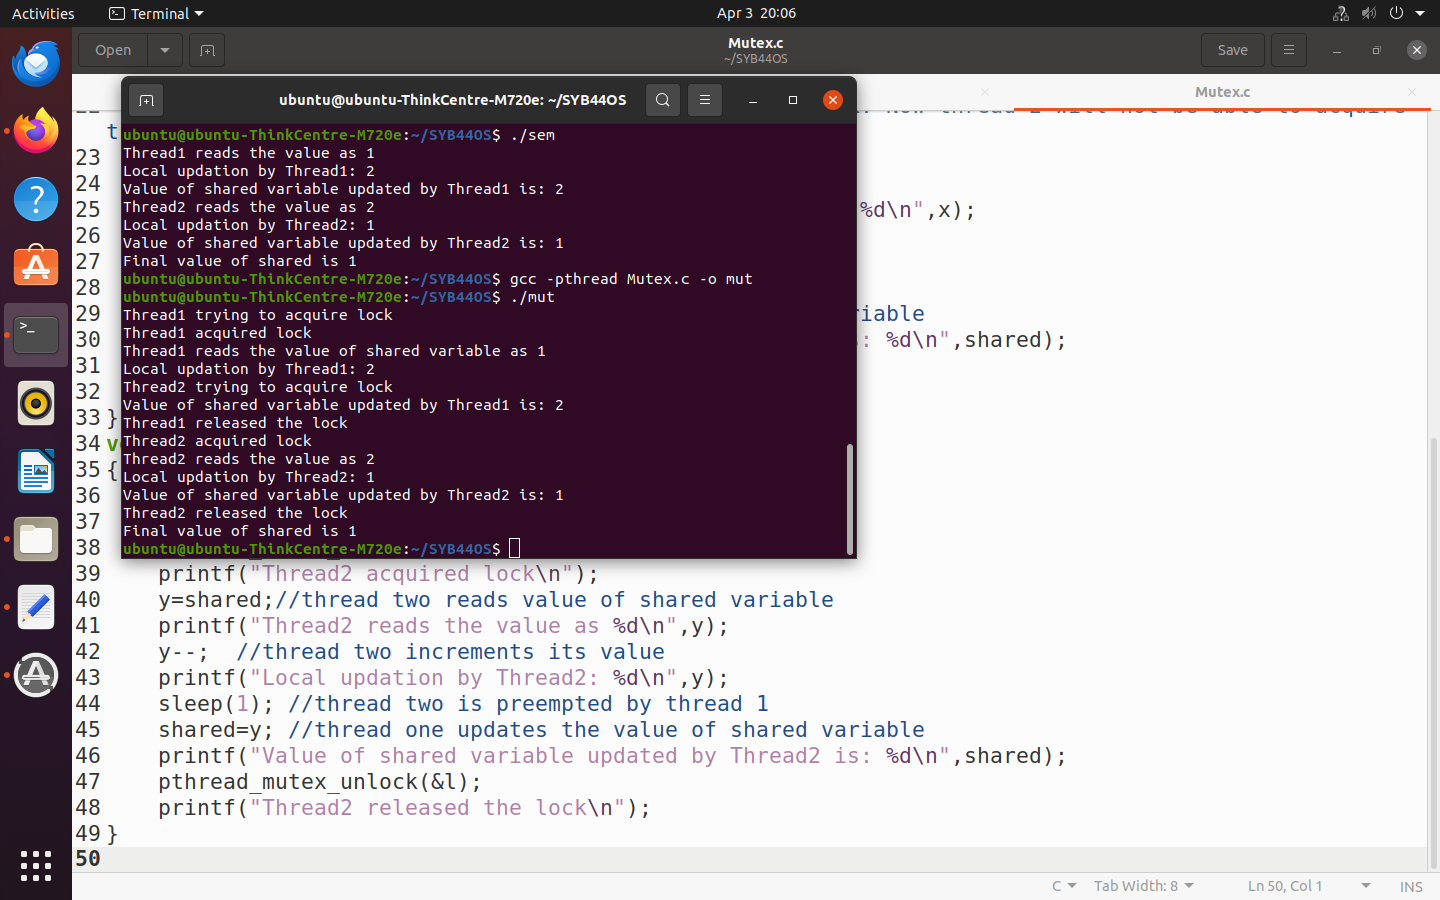 Activities
Terminal
Apr 3 20:06
Open
Mutex.c
~/SYB44OS
Save
Mutex.c
ubuntu@ubuntu-ThinkCentre-M720e: ~/SYB44OS
ubuntu@ubuntu-ThinkCentre-M720e:~/SYB44OS$ ./sem
Thread1 reads the value as 1
Local updation by Thread1: 2
Value of shared variable updated by Thread1 is: 2
Thread2 reads the value as 2
Local updation by Thread2: 1
Value of shared variable updated by Thread2 is: 1
Final value of shared is 1
ubuntu@ubuntu-ThinkCentre-M720e:~/SYB44OS$ gcc -pthread Mutex.c -o mut
ubuntu@ubuntu-ThinkCentre-M720e:~/SYB44OS$ ./mut
Thread1 trying to acquire lock
Thread1 acquired lock
Thread1 reads the value of shared variable as 1
Local updation by Thread1: 2
Thread2 trying to acquire lock
Value of shared variable updated by Thread1 is: 2
Thread1 released the lock
Thread2 acquired lock
Thread2 reads the value as 2
Local updation by Thread2: 1
Value of shared variable updated by Thread2 is: 1
Thread2 released the lock
Final value of shared is 1
ubuntu@ubuntu-ThinkCentre-M720e:~/SYB44OS$
t
23
24
25 %d\n",x);
26
27
28
29 riable
30 : %d\n",shared);
31
32
33 }
34 v
35 {
36
37
38
39 printf("Thread2 acquired lock\n");
40 y=shared;//thread two reads value of shared variable
41 printf("Thread2 reads the value as %d\n",y);
42 y--;  //thread two increments its value
43 printf("Local updation by Thread2: %d\n",y);
44 sleep(1); //thread two is preempted by thread 1
45 shared=y; //thread one updates the value of shared variable
46 printf("Value of shared variable updated by Thread2 is: %d\n",shared);
47 pthread_mutex_unlock(&l);
48 printf("Thread2 released the lock\n");
49 }
50
C
Tab Width: 8
Ln 50, Col 1
INS